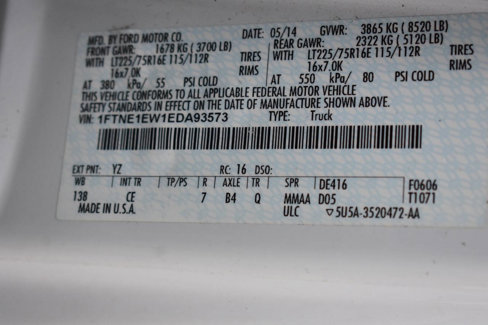 MFD. BY FORD MOTOR CO.
DATE: 05/14 GVWR: 3865 KG (8520 LB)
FRONT GAWR: 1678 KG (3700 LB) REAR GAWR: 2322 KG (5120 LB)
WITH LT225/75R16E 115/112R TIRES WITH LT225/75R16E 115/112R TIRES
16x7.0K RIMS 16x7.0K RIMS
AT 380 kPa/ 55 PSI COLD AT 550 kPa/ 80 PSI COLD
THIS VEHICLE CONFORMS TO ALL APPLICABLE FEDERAL MOTOR VEHICLE
SAFETY STANDARDS IN EFFECT ON THE DATE OF MANUFACTURE SHOWN ABOVE.
VIN: 1FTNE1EW1EDA93573 TYPE: Truck
EXT PNT: YZ RC: 16 DSO:
WB INT TR TP/PS R AXLE TR SPR DE416 F0606
138 CE 7 B4 Q MMAA D05 T1071
MADE IN U.S.A. ULC 5U5A-3520472-AA